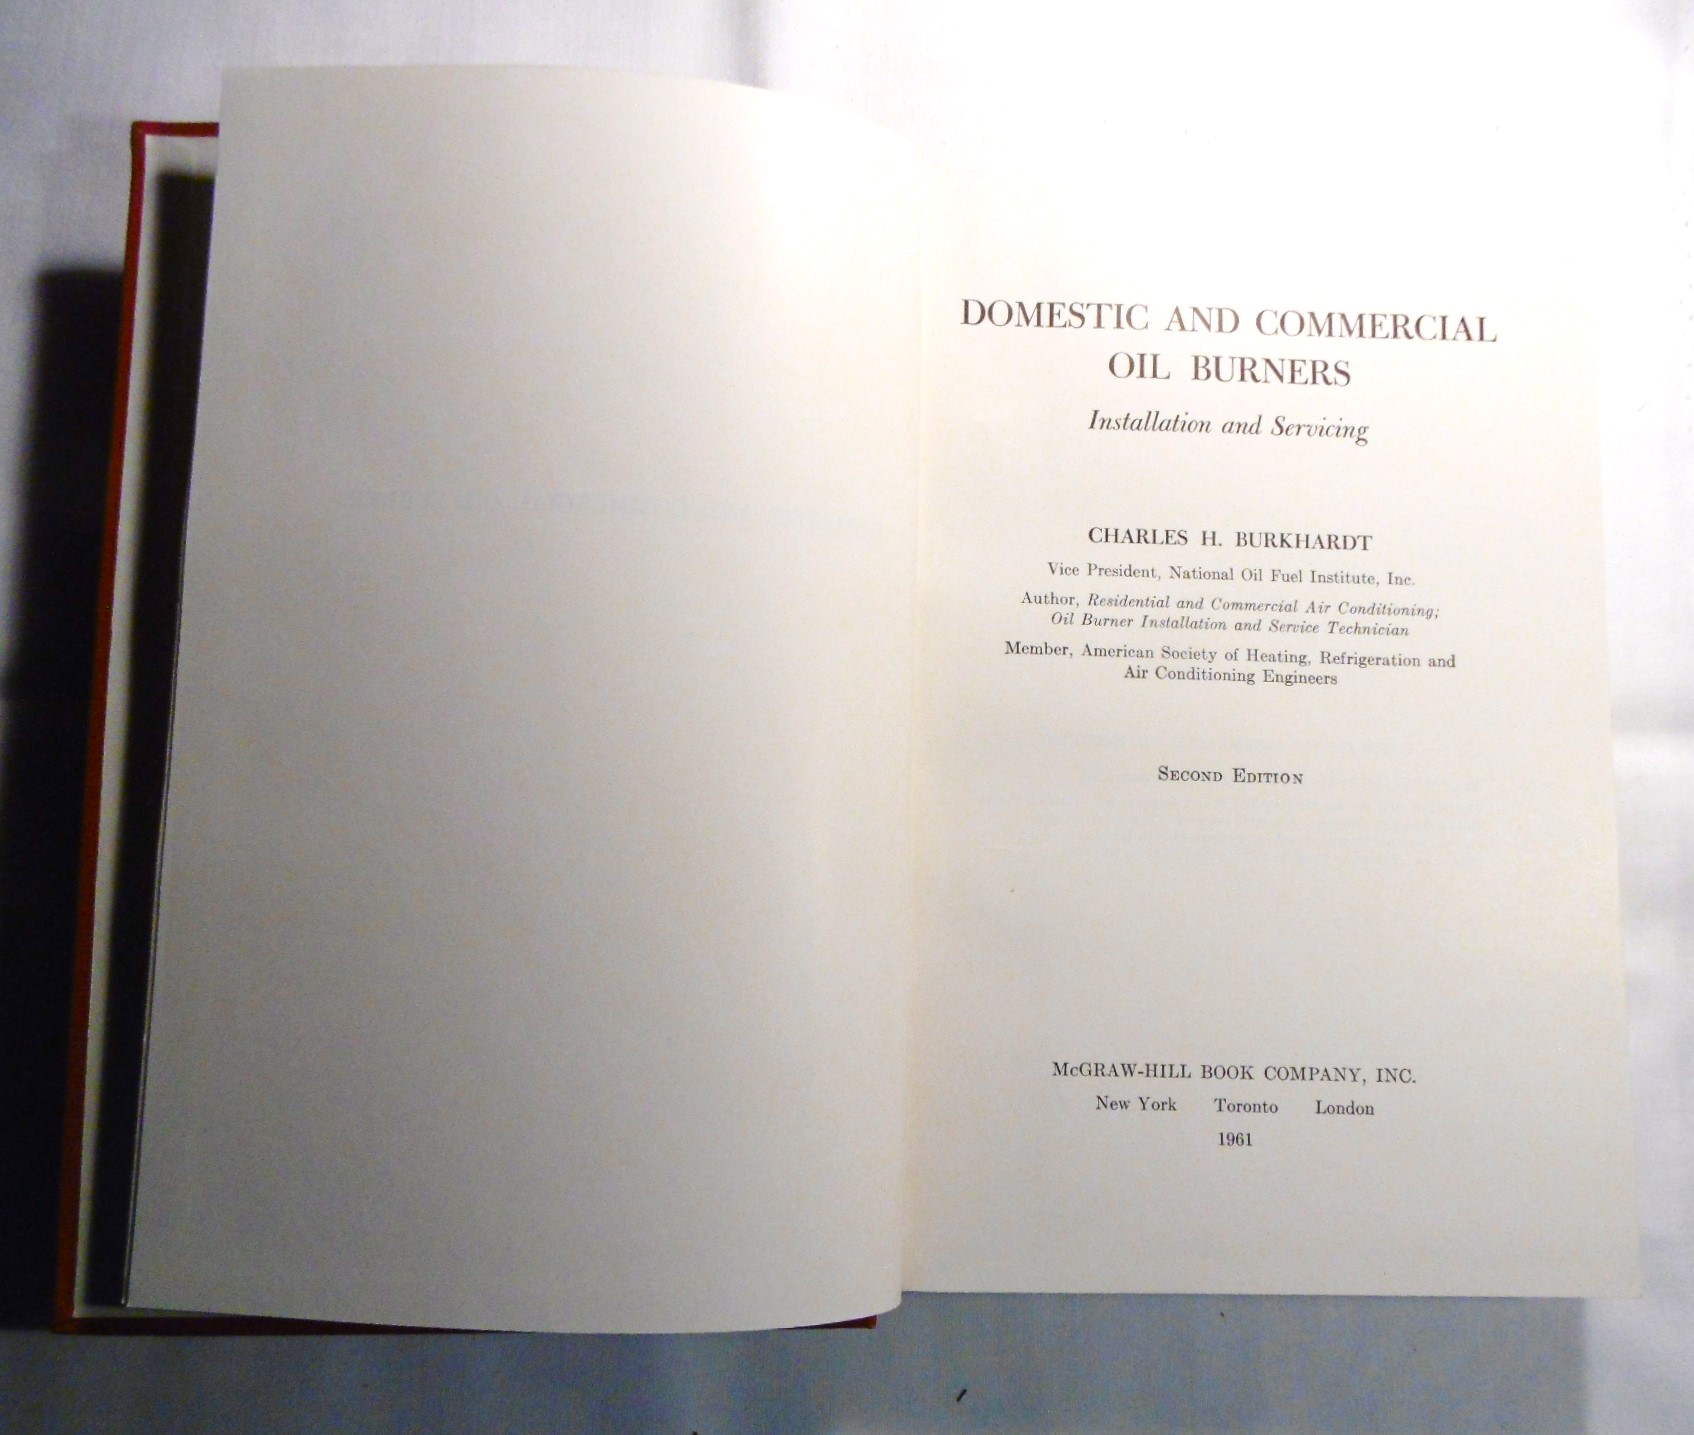 DOMESTIC AND COMMERCIAL
OIL BURNERS
Installation and Servicing
CHARLES H. BURKHARDT
Vice President, National Oil Fuel Institute, Inc.
Author, Residential and Commercial Air Conditioning;
Oil Burner Installation and Service Technician
Member, American Society of Heating, Refrigeration and
Air Conditioning Engineers
SECOND EDITION
McGRAW-HILL BOOK COMPANY, INC.
New York Toronto London
1961